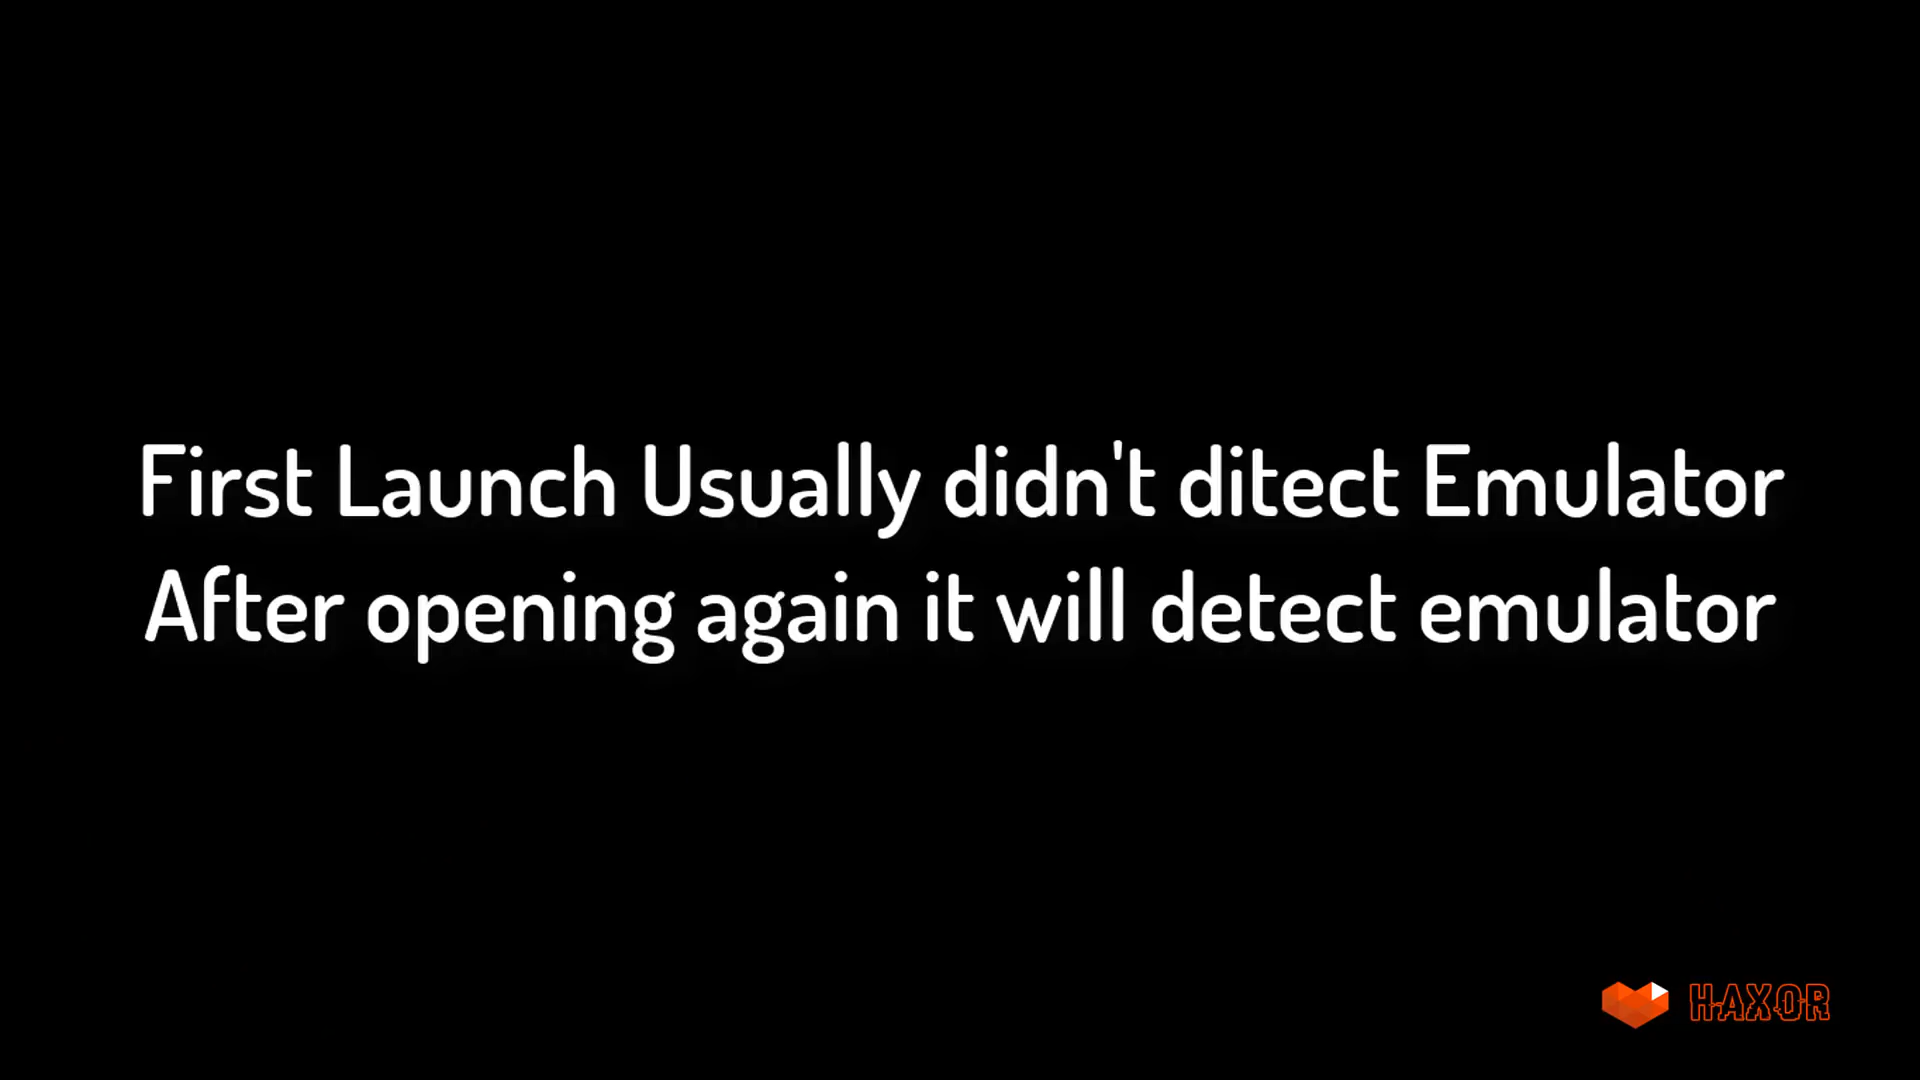 First Launch Usually didn't ditect Emulator
After opening again it will detect emulator
HAXOR